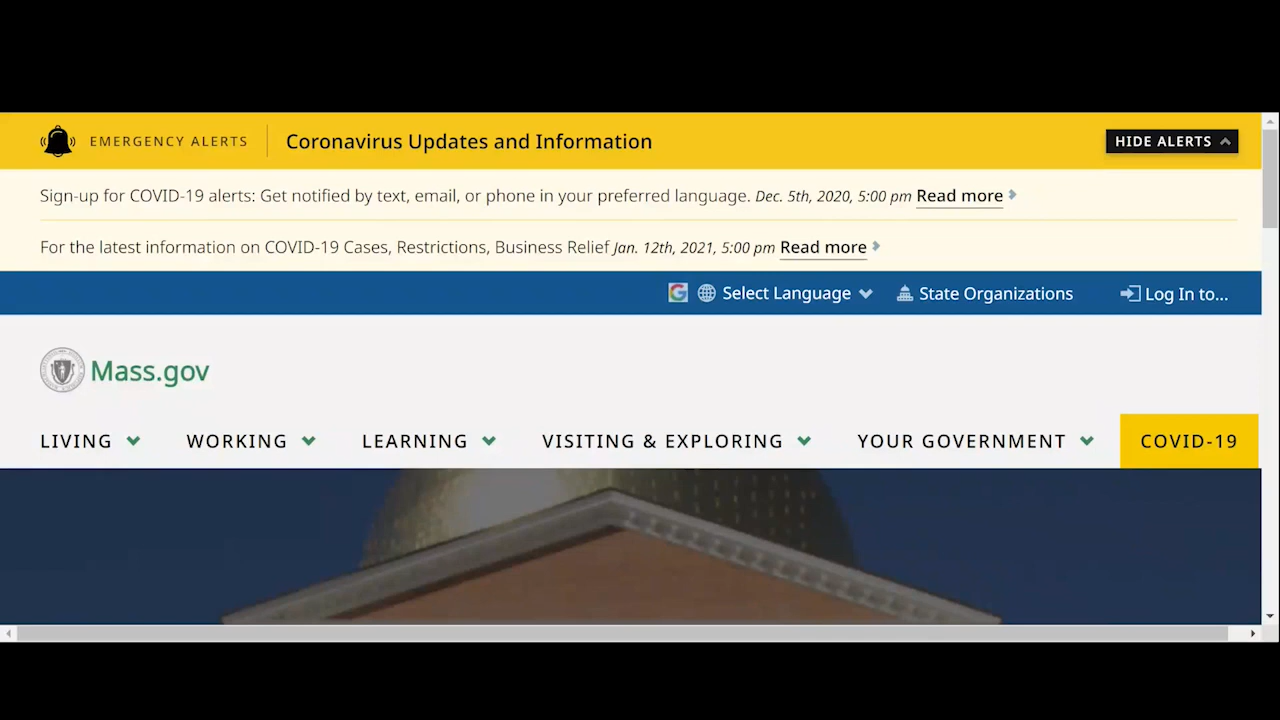 EMERGENCY ALERTS Coronavirus Updates and Information HIDE ALERTS
Sign-up for COVID-19 alerts: Get notified by text, email, or phone in your preferred language. Dec. 5th, 2020, 5:00 pm Read more
For the latest information on COVID-19 Cases, Restrictions, Business Relief Jan. 12th, 2021, 5:00 pm Read more
Select Language State Organizations Log In to...
Mass.gov
LIVING WORKING LEARNING VISITING & EXPLORING YOUR GOVERNMENT COVID-19